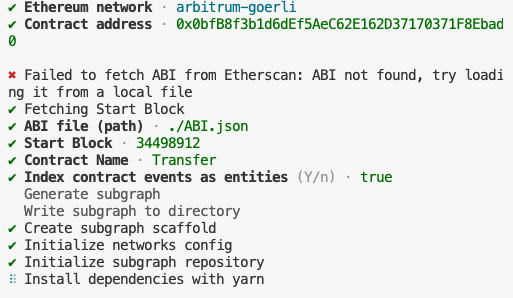 ✔ Ethereum network · arbitrum-goerli
✔ Contract address · 0x0bfB8f3b1d6dEf5AeC62E162D37170371F8Ebad
0
✖ Failed to fetch ABI from Etherscan: ABI not found, try loadi
ng it from a local file
✔ Fetching Start Block
✔ ABI file (path) · ./ABI.json
✔ Start Block · 34498912
✔ Contract Name · Transfer
✔ Index contract events as entities (Y/n) · true
Generate subgraph
Write subgraph to directory
✔ Create subgraph scaffold
✔ Initialize networks config
✔ Initialize subgraph repository
⠿ Install dependencies with yarn